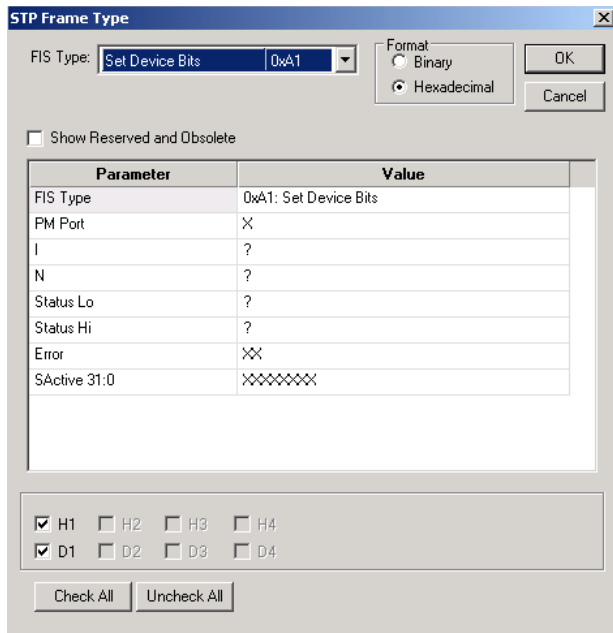 STP Frame Type
FIS Type: Set Device Bits 0xA1
Format
Binary
Hexadecimal
OK
Cancel
Show Reserved and Obsolete
Parameter Value
FIS Type 0xA1: Set Device Bits
PM Port X
I ?
N ?
Status Lo ?
Status Hi ?
Error XX
SActive 31:0 XXXXXXXX
H1 H2 H3 H4
D1 D2 D3 D4
Check All Uncheck All